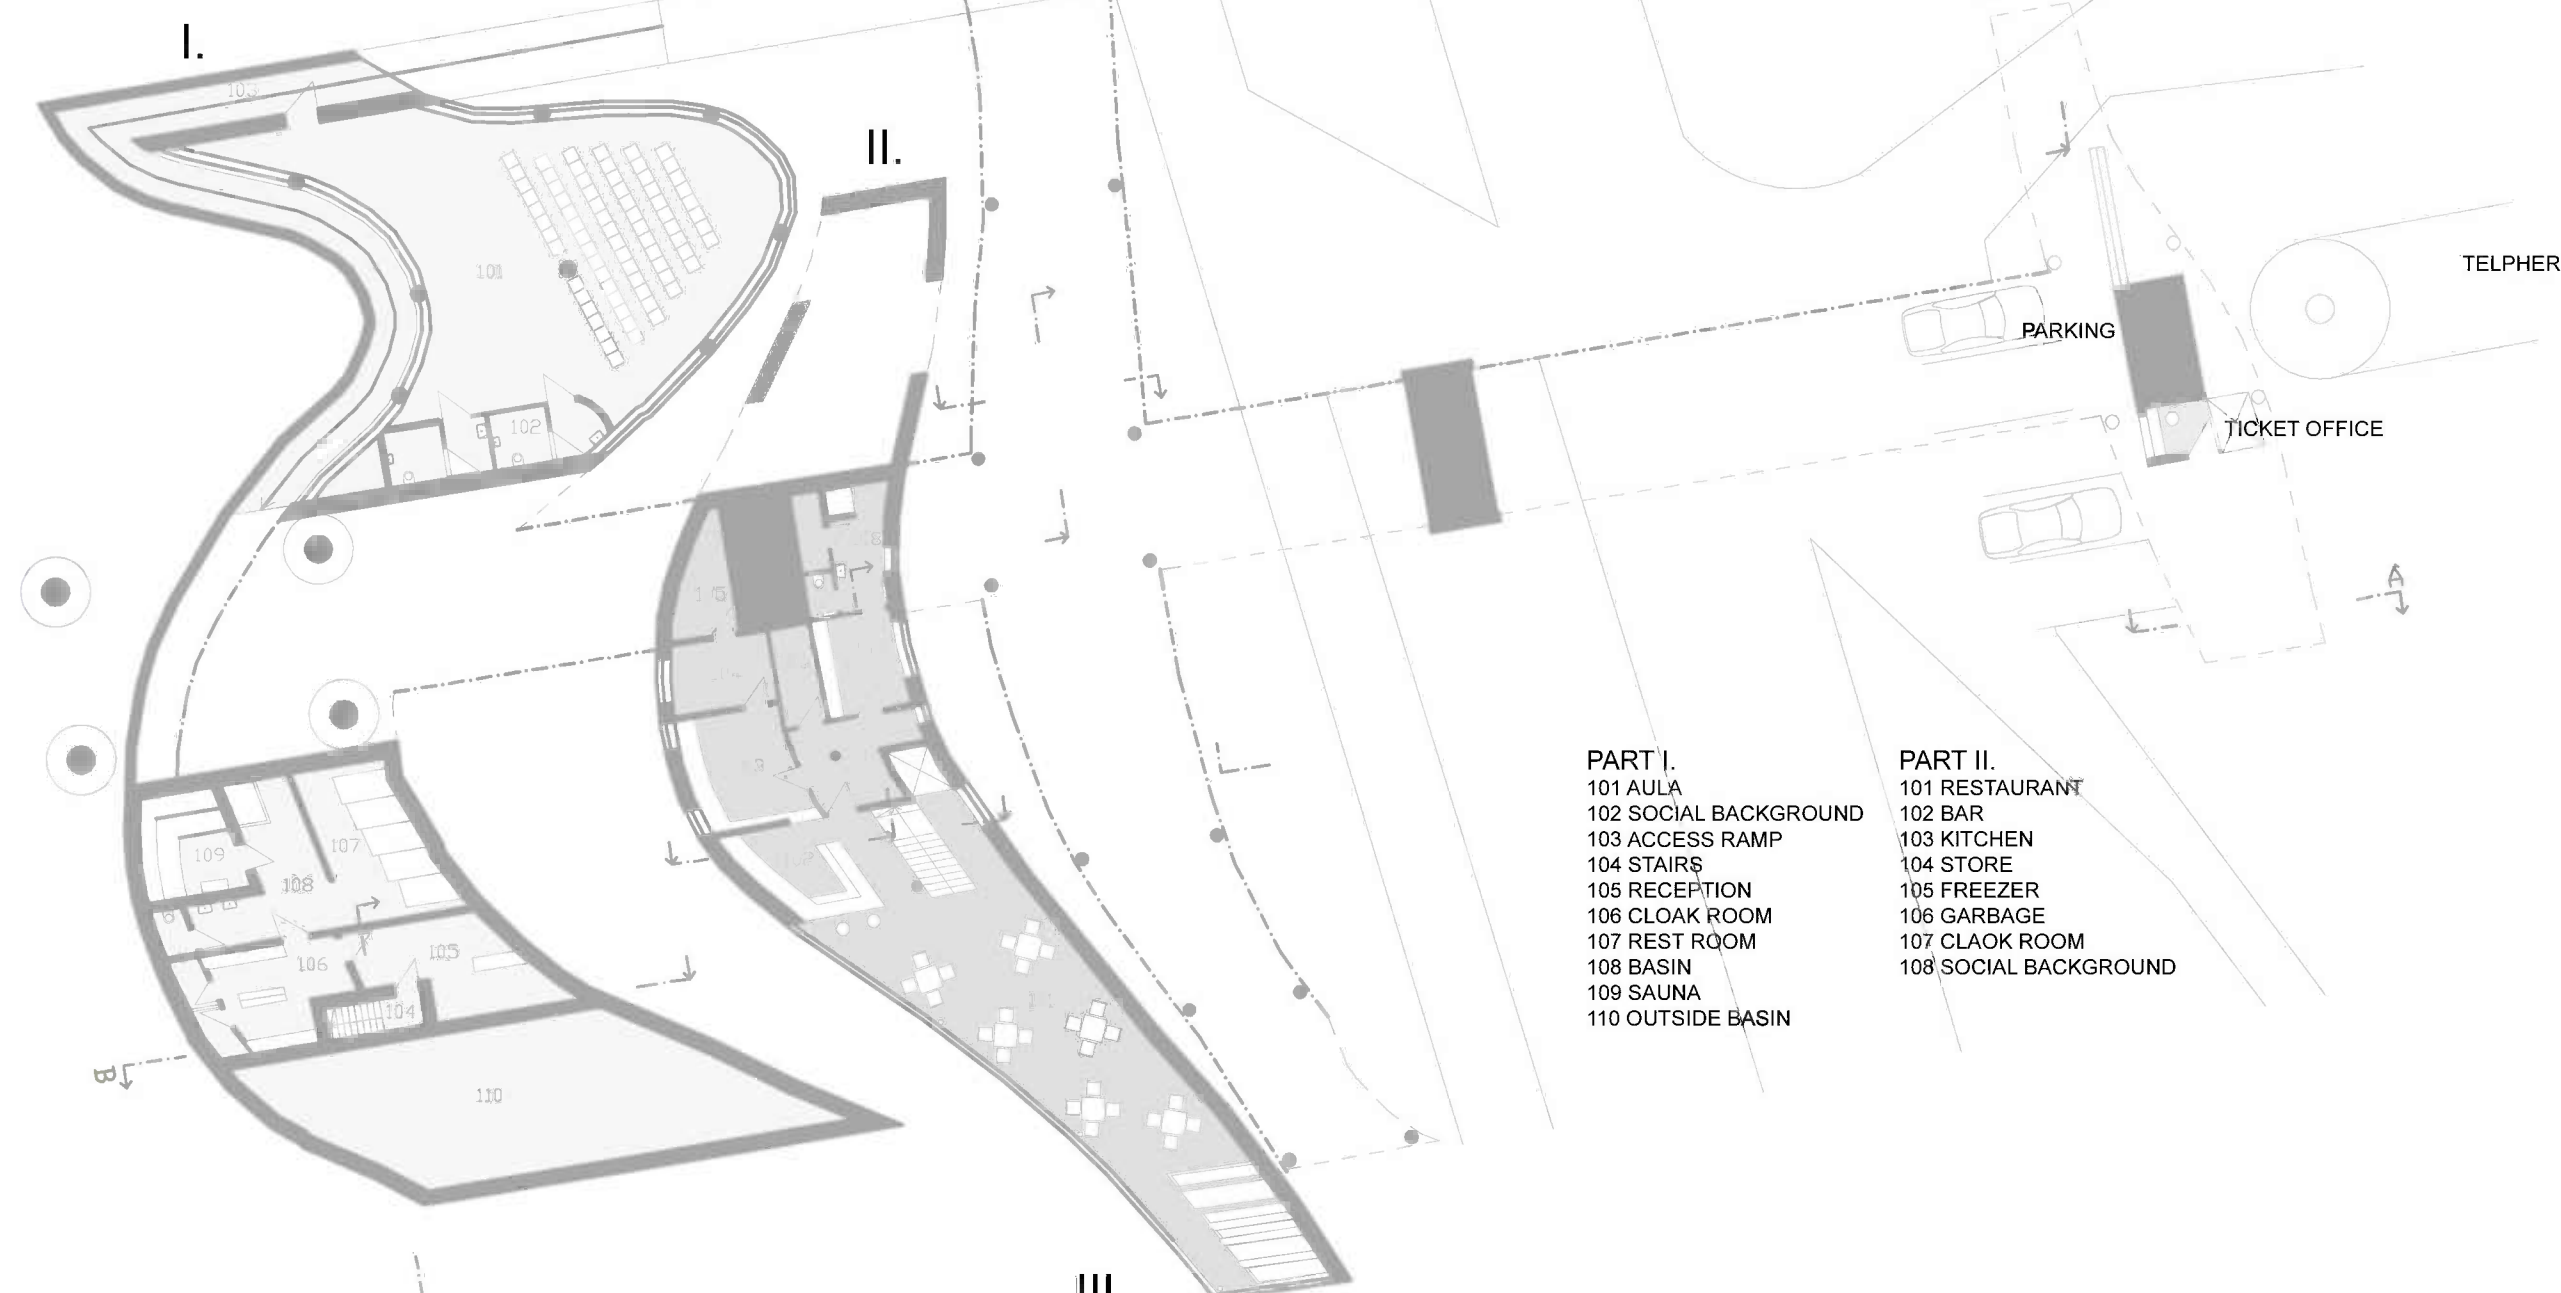 I.
103
II.
101
102
TELPHER
PARKING
TICKET OFFICE
A
109
107
108
106
105
104
110
B
PART I.
101 AULA
102 SOCIAL BACKGROUND
103 ACCESS RAMP
104 STAIRS
105 RECEPTION
106 CLOAK ROOM
107 REST ROOM
108 BASIN
109 SAUNA
110 OUTSIDE BASIN
PART II.
101 RESTAURANT
102 BAR
103 KITCHEN
104 STORE
105 FREEZER
106 GARBAGE
107 CLAOK ROOM
108 SOCIAL BACKGROUND
III